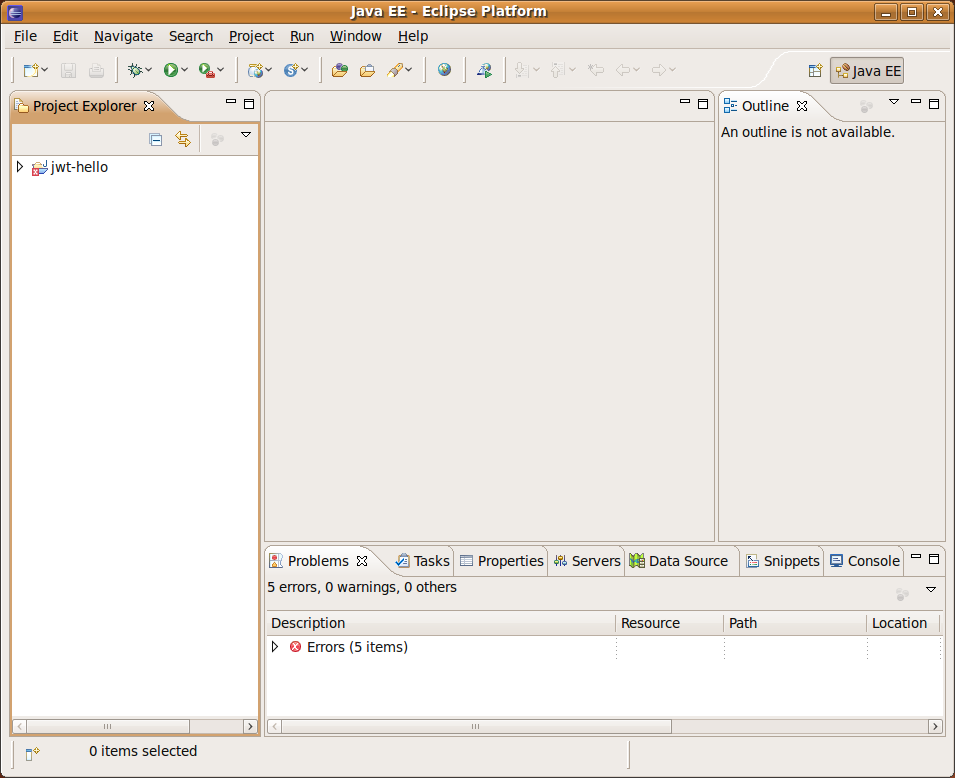 Java EE - Eclipse Platform
File Edit Navigate Search Project Run Window Help
Java EE
Project Explorer
jwt-hello
Outline
An outline is not available.
Problems Tasks Properties Servers Data Source Snippets Console
5 errors, 0 warnings, 0 others
Description Resource Path Location
Errors (5 items)
0 items selected